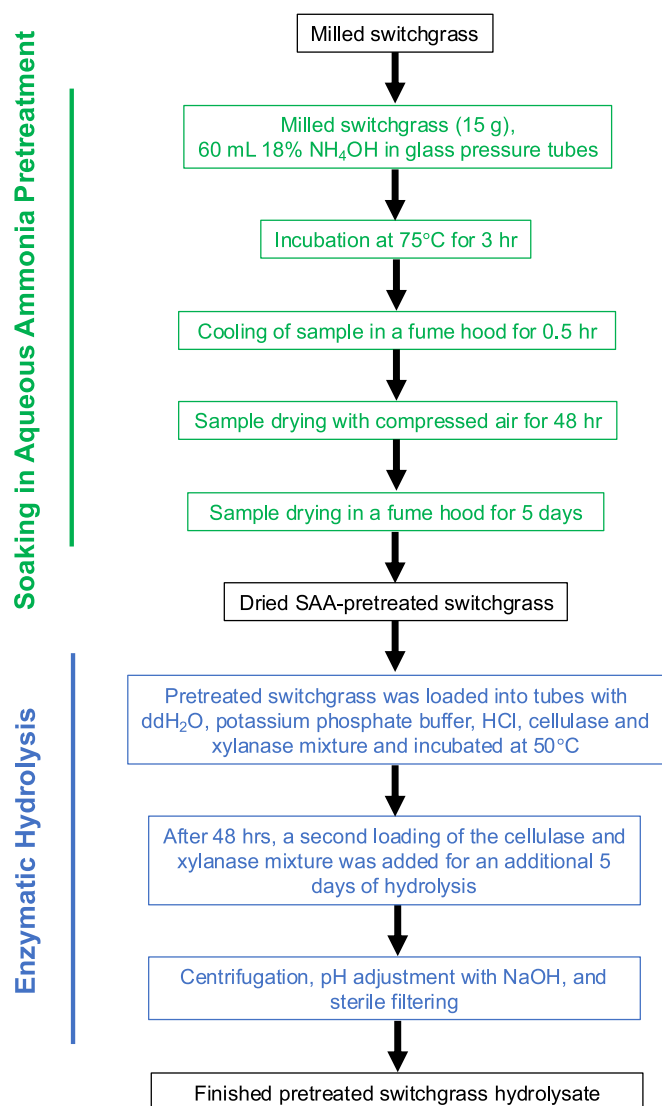 Milled switchgrass
Soaking in Aqueous Ammonia Pretreatment
Milled switchgrass (15 g),
60 mL 18% NH₄OH in glass pressure tubes
Incubation at 75°C for 3 hr
Cooling of sample in a fume hood for 0.5 hr
Sample drying with compressed air for 48 hr
Sample drying in a fume hood for 5 days
Dried SAA-pretreated switchgrass
Enzymatic Hydrolysis
Pretreated switchgrass was loaded into tubes with
ddH₂O, potassium phosphate buffer, HCl, cellulase and
xylanase mixture and incubated at 50°C
After 48 hrs, a second loading of the cellulase and
xylanase mixture was added for an additional 5
days of hydrolysis
Centrifugation, pH adjustment with NaOH, and
sterile filtering
Finished pretreated switchgrass hydrolysate